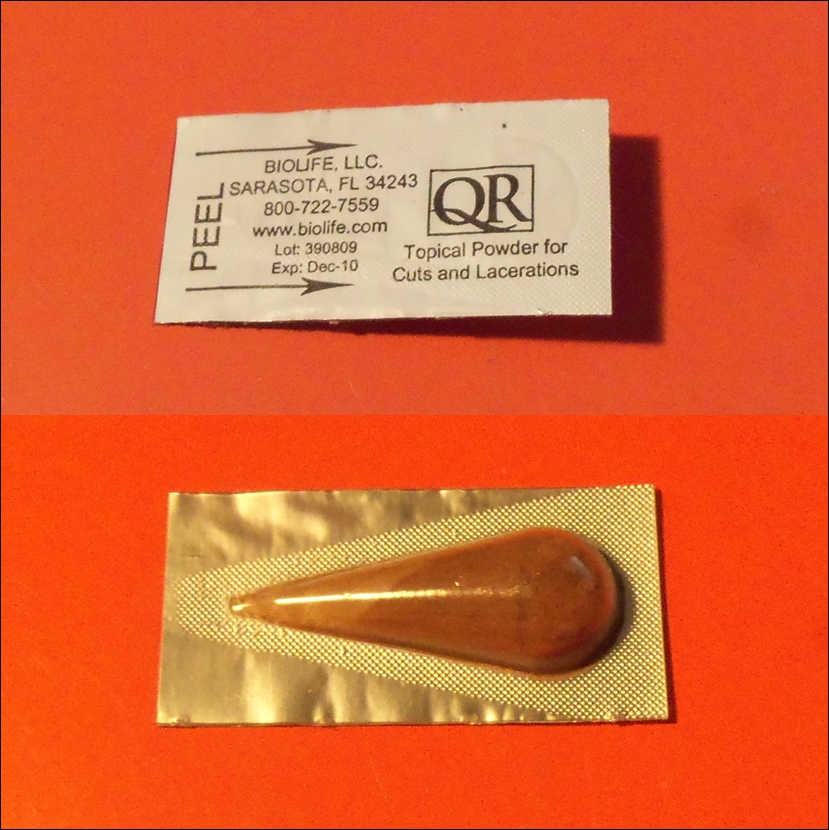 PEEL
BIOLIFE, LLC.
SARASOTA, FL 34243
800-722-7559
www.biolife.com
Lot: 390809
Exp: Dec-10
QR
Topical Powder for
Cuts and Lacerations